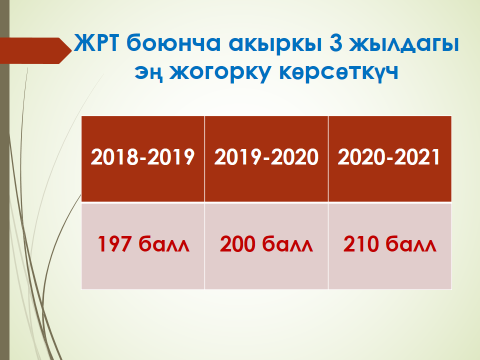 ЖРТ боюнча акыркы 3 жылдагы
эң жогорку көрсөткүч
2018-2019 2019-2020 2020-2021
197 балл 200 балл 210 балл